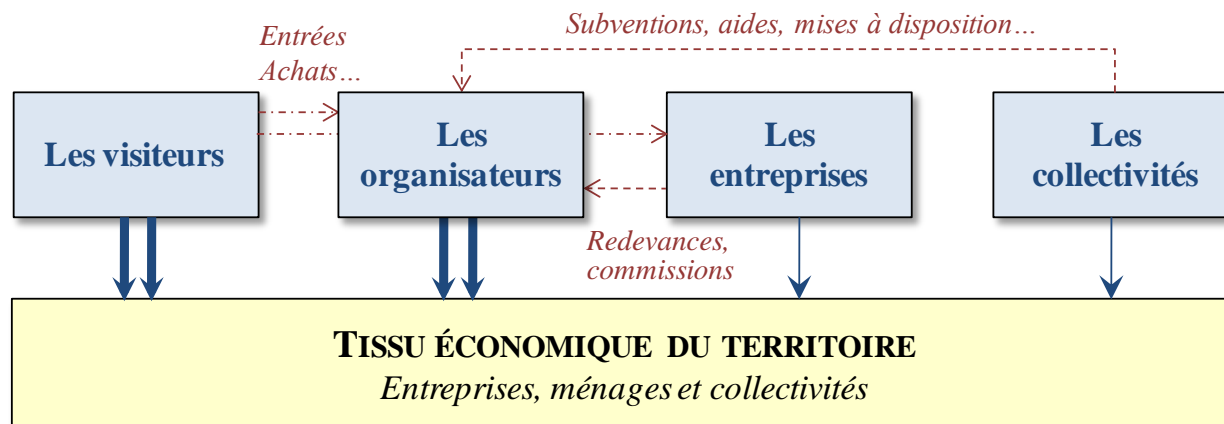 Subventions, aides, mises à disposition…
Entrées
Achats…
Les visiteurs
Les
organisateurs
Les
entreprises
Les
collectivités
Redevances,
commissions
TISSU ÉCONOMIQUE DU TERRITOIRE
Entreprises, ménages et collectivités